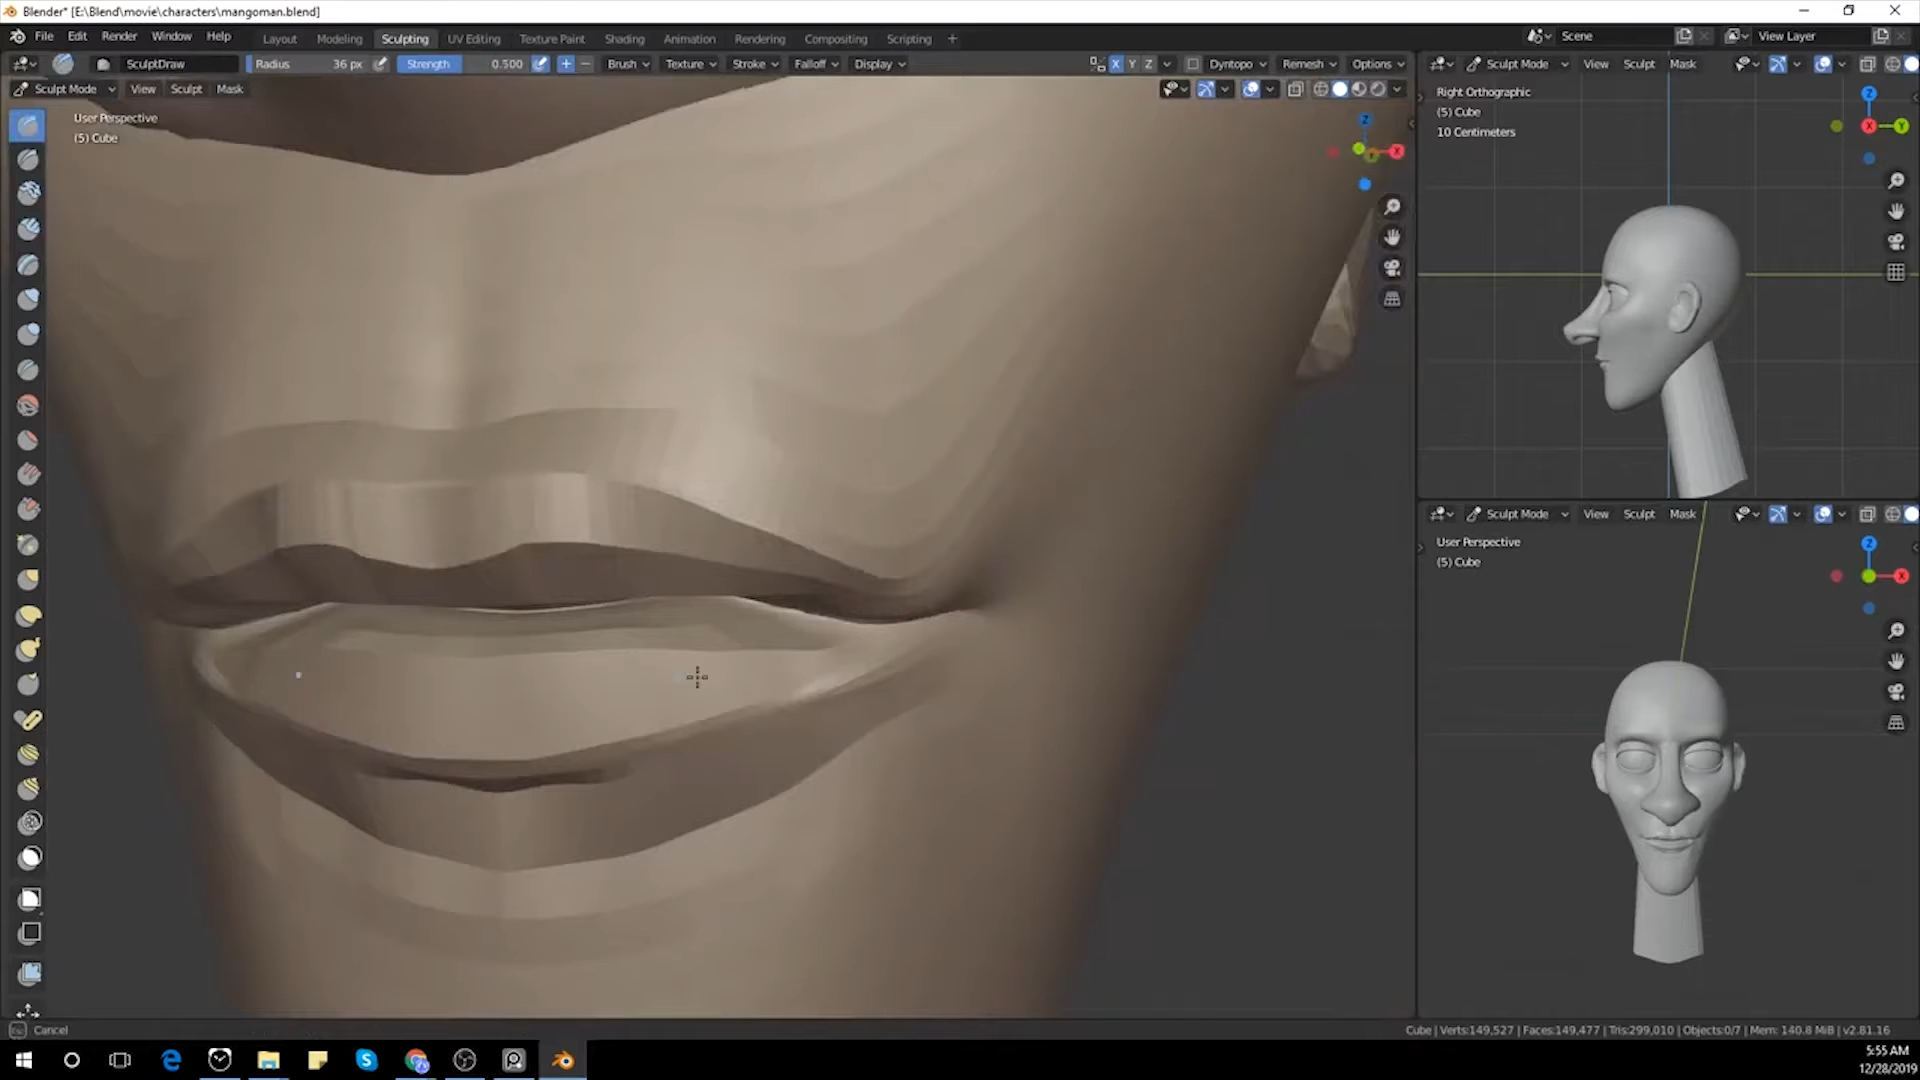 Blender* [E:\Blend\movie\characters\mangoman.blend]
File Edit Render Window Help Layout Modeling Sculpting UV Editing Texture Paint Shading Animation Rendering Compositing Scripting + Scene View Layer
SculptDraw Radius 36 px Strength 0.500 Brush Texture Stroke Falloff Display X Y Z Dyntopo Remesh Options
Sculpt Mode View Sculpt Mask
User Perspective
(5) Cube
Z
X
Sculpt Mode View Sculpt Mask
Right Orthographic
(5) Cube
10 Centimeters
Z
X Y
Sculpt Mode View Sculpt Mask
User Perspective
(5) Cube
Z
X
Esc Cancel
Cube | Verts:149,527 | Faces:149,477 | Tris:299,010 | Objects:0/7 | Mem: 140.8 MiB | v2.81.16
5:55 AM
12/28/2019